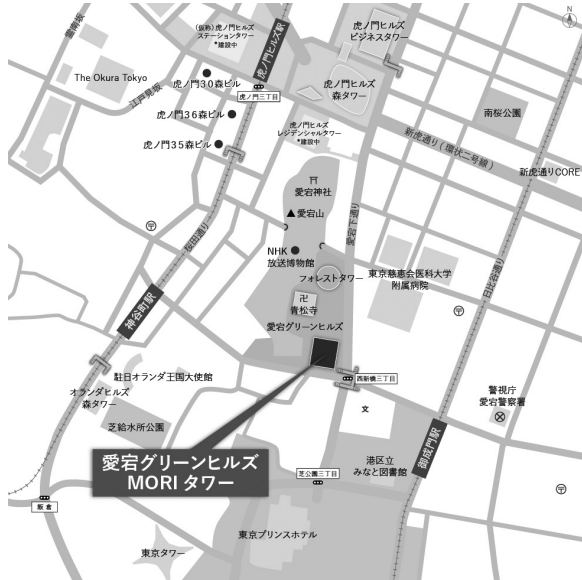 N
霊南坂
(仮称)虎ノ門ヒルズ
ステーションタワー
*建設中
虎ノ門ヒルズ駅
虎ノ門ヒルズ
ビジネスタワー
The Okura Tokyo
江戸見坂
虎ノ門30森ビル
虎ノ門三丁目
虎ノ門ヒルズ
森タワー
南桜公園
虎ノ門36森ビル
虎ノ門ヒルズ
レジデンシャルタワー
*建設中
新虎通り(環状二号線)
虎ノ門35森ビル
新虎通りCORE
愛宕神社
愛宕山
愛宕下通り
桜田通り
NHK
放送博物館
フォレストタワー
東京慈恵会医科大学
附属病院
日比谷通り
神谷町駅
卍
青松寺
愛宕グリーンヒルズ
駐日オランダ王国大使館
西新橋三丁目
オランダヒルズ
森タワー
警視庁
愛宕警察署
文
芝給水所公園
御成門駅
愛宕グリーンヒルズ
MORIタワー
港区立
みなと図書館
芝公園三丁目
飯倉
東京プリンスホテル
東京タワー